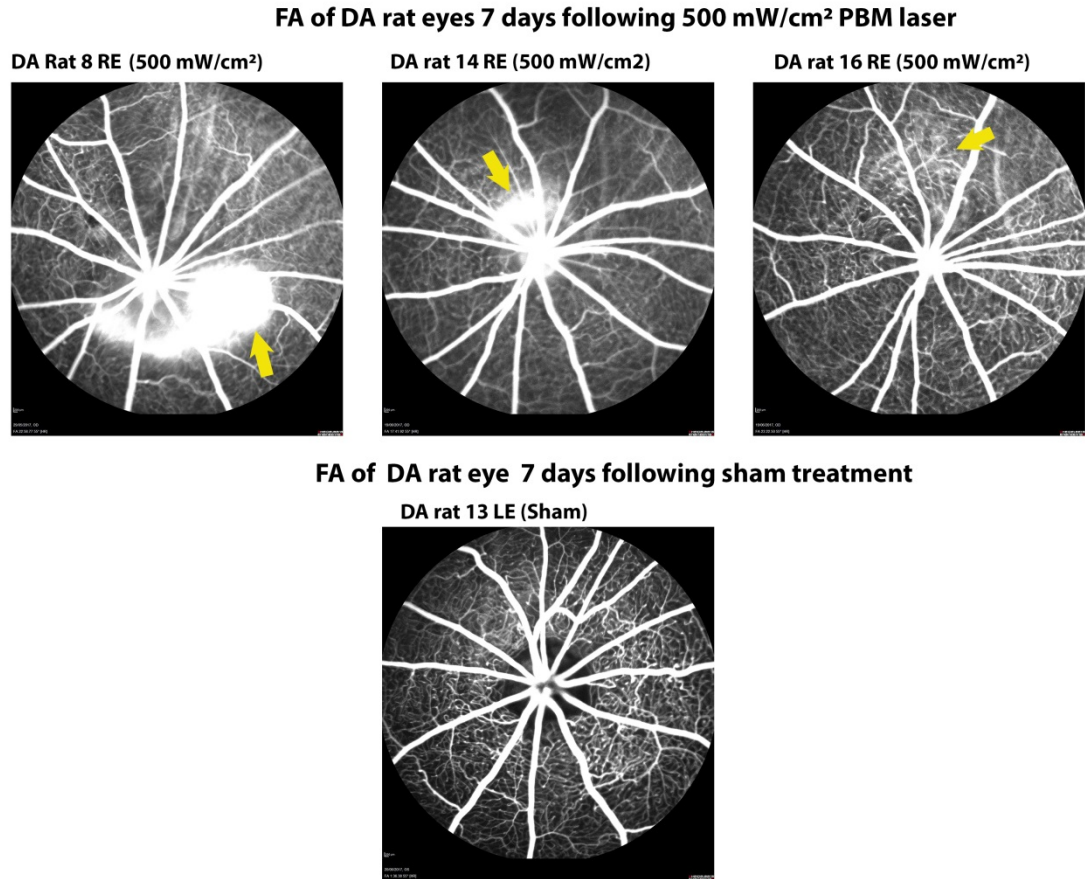 FA of DA rat eyes 7 days following 500 mW/cm² PBM laser
DA Rat 8 RE (500 mW/cm²)
DA rat 14 RE (500 mW/cm2)
DA rat 16 RE (500 mW/cm²)
FA of DA rat eye 7 days following sham treatment
DA rat 13 LE (Sham)